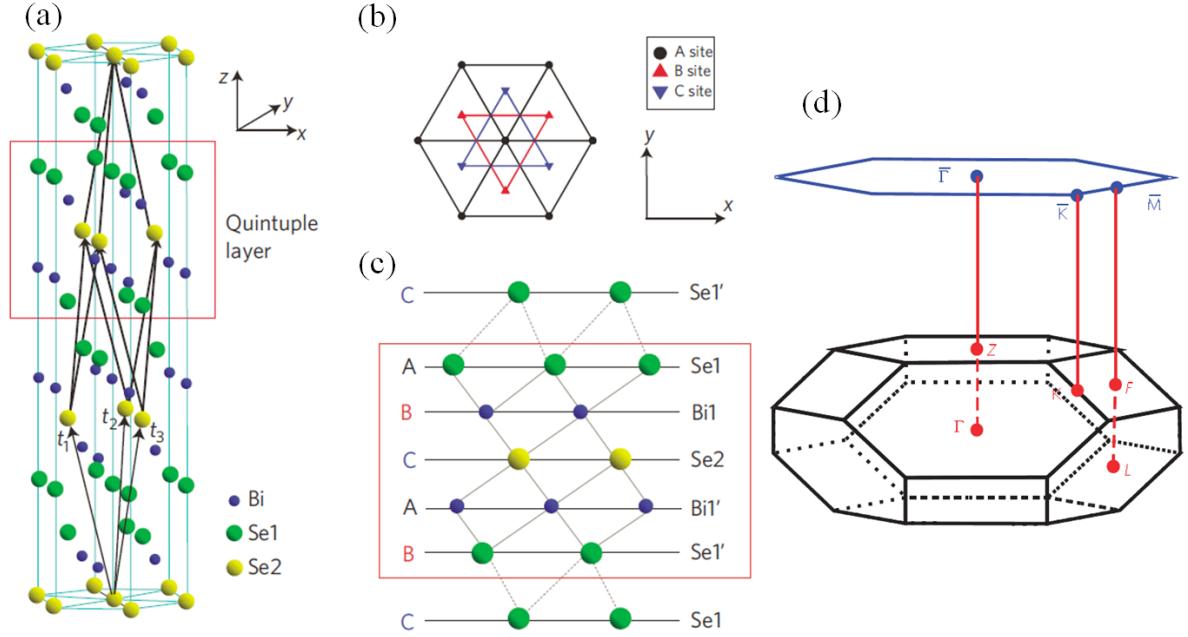 (a)
z
y
x
Quintuple
layer
t1
t2
t3
Bi
Se1
Se2
(b)
A site
B site
C site
y
x
(c)
C Se1′
A Se1
B Bi1
C Se2
A Bi1′
B Se1′
C Se1
(d)
Γ̅
K̅
M̅
Z
K
F
Γ
L